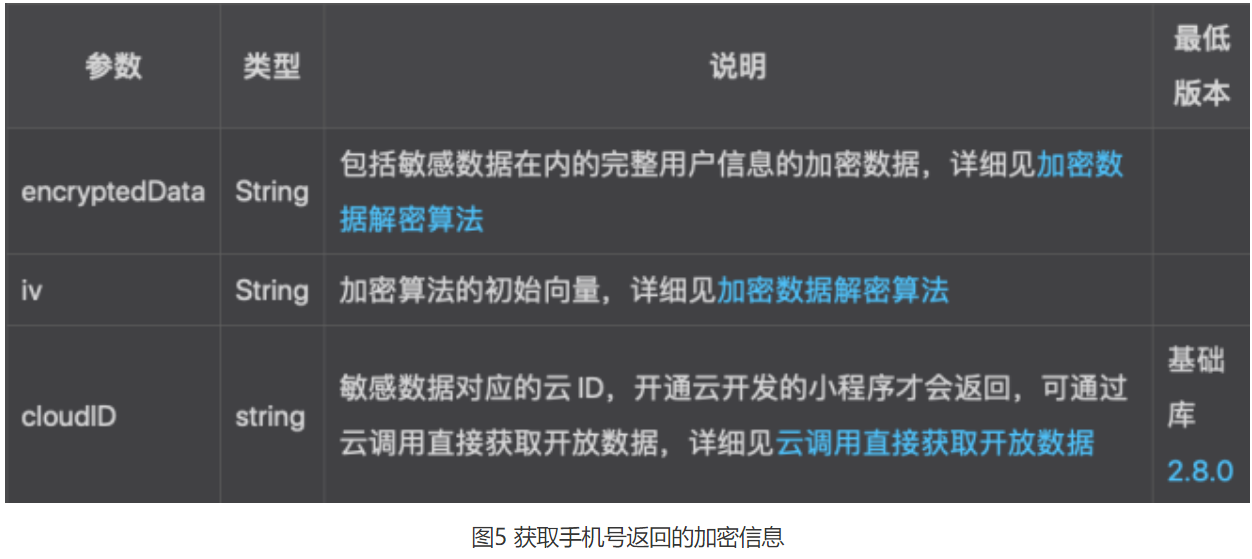 参数 类型 说明 最低
版本
encryptedData String 包括敏感数据在内的完整用户信息的加密数据，详细见加密数
据解密算法
iv String 加密算法的初始向量，详细见加密数据解密算法
cloudID string 敏感数据对应的云 ID，开通云开发的小程序才会返回，可通过
云调用直接获取开放数据，详细见云调用直接获取开放数据
基础
库
2.8.0
图5 获取手机号返回的加密信息